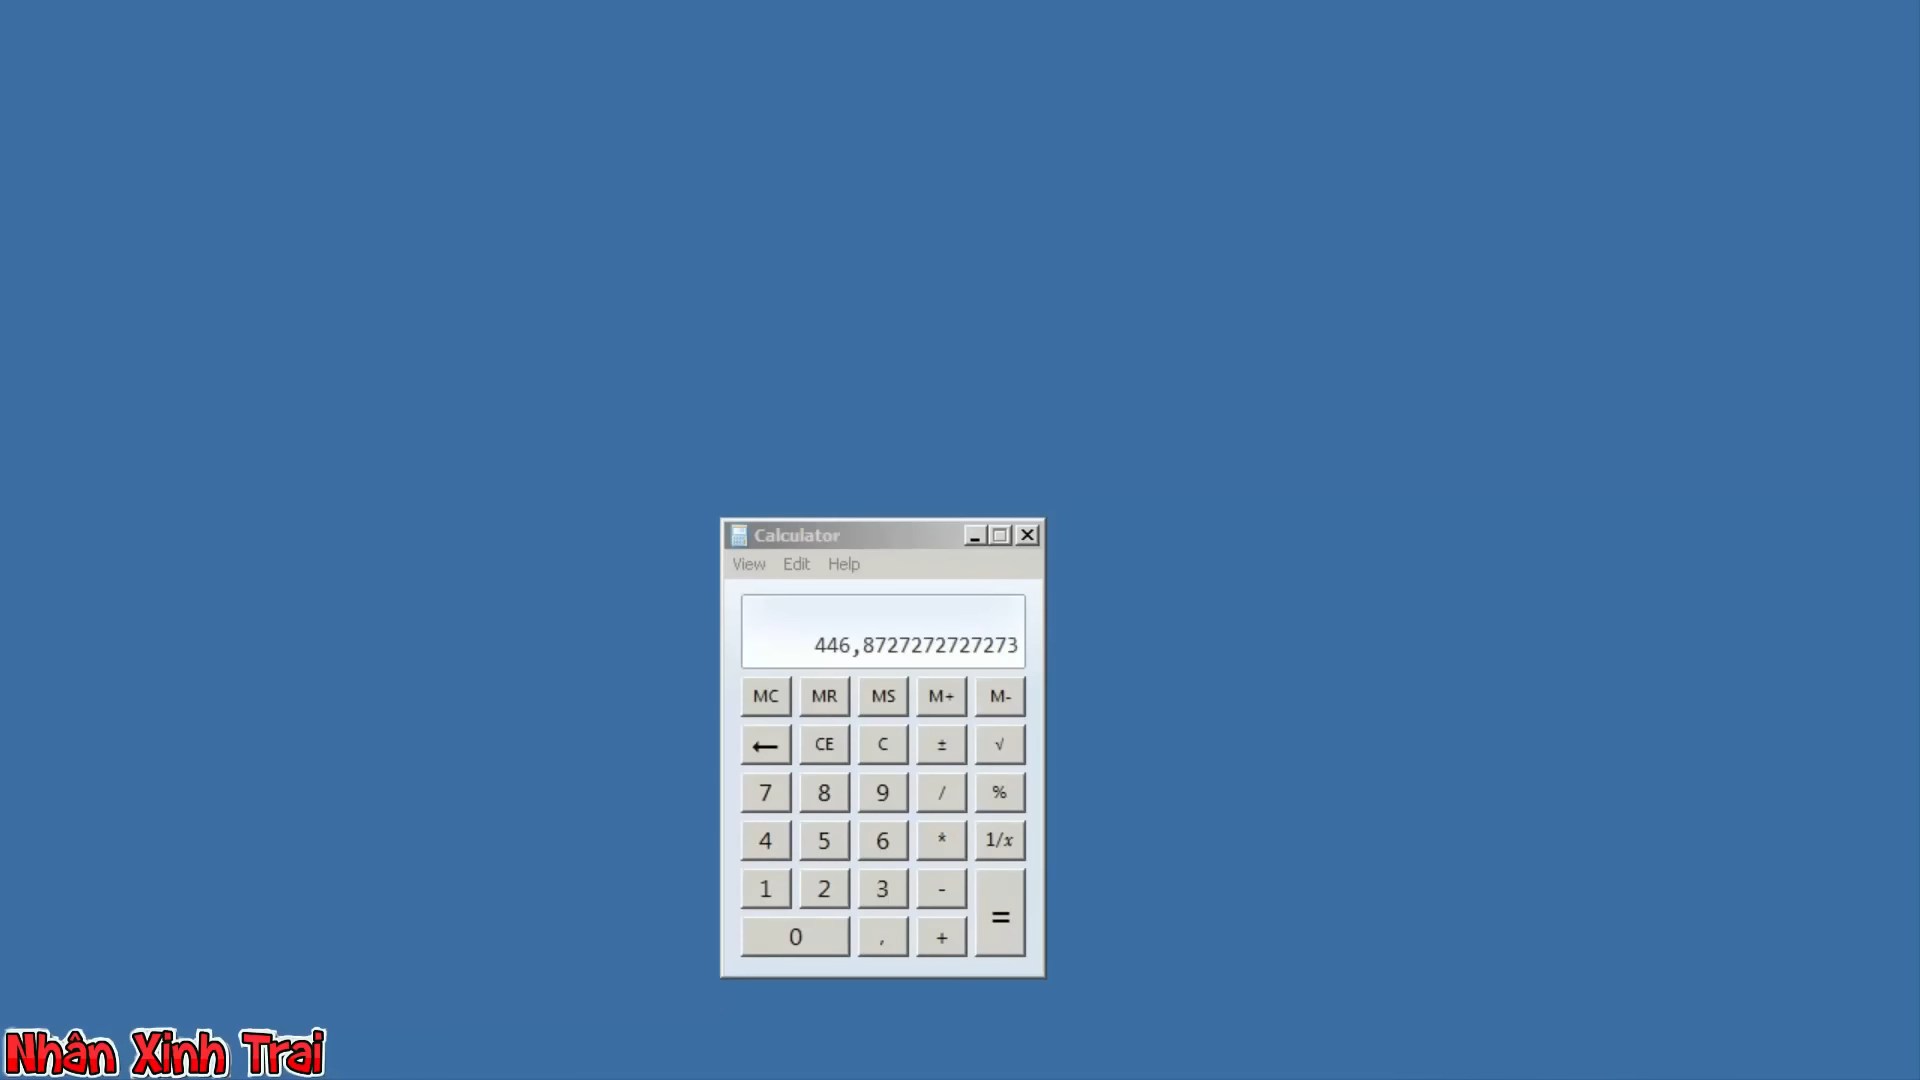 Calculator
View Edit Help
446,8727272727273
MC MR MS M+ M-
← CE C ± √
7 8 9 / %
4 5 6 * 1/x
1 2 3 - =
0 , +
Nhân Xinh Trai